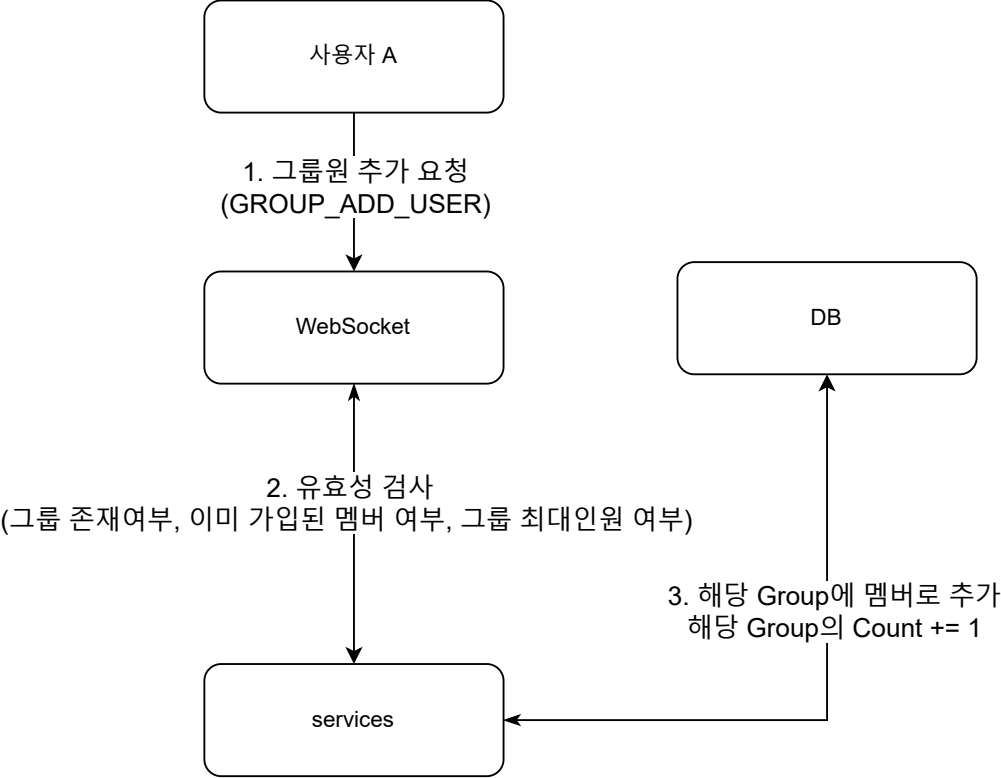 사용자 A
1. 그룹원 추가 요청
(GROUP_ADD_USER)
WebSocket
DB
2. 유효성 검사
(그룹 존재여부, 이미 가입된 멤버 여부, 그룹 최대인원 여부)
3. 해당 Group에 멤버로 추가
해당 Group의 Count += 1
services